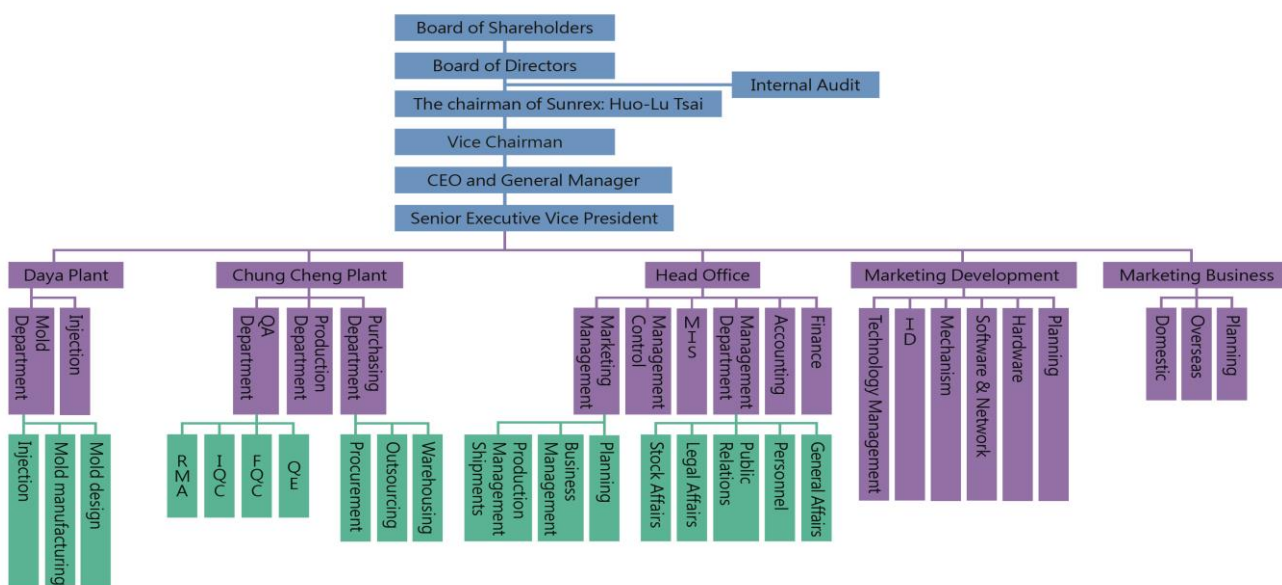 Board of Shareholders
Board of Directors
Internal Audit
The chairman of Sunrex: Huo-Lu Tsai
Vice Chairman
CEO and General Manager
Senior Executive Vice President
Daya Plant
Chung Cheng Plant
Head Office
Marketing Development
Marketing Business
Mold
Department
Injection
QA
Department
Production
Department
Purchasing
Department
Marketing
Management
Management
Control
MIS
Management
Department
Accounting
Finance
Technology Management
ID
Mechanism
Software & Network
Hardware
Planning
Domestic
Overseas
Planning
Injection
Mold manufacturing
Mold design
RMA
IQC
FQC
QE
Procurement
Outsourcing
Warehousing
Production
Management
Shipments
Business
Management
Planning
Stock Affairs
Legal Affairs
Public
Relations
Personnel
General Affairs